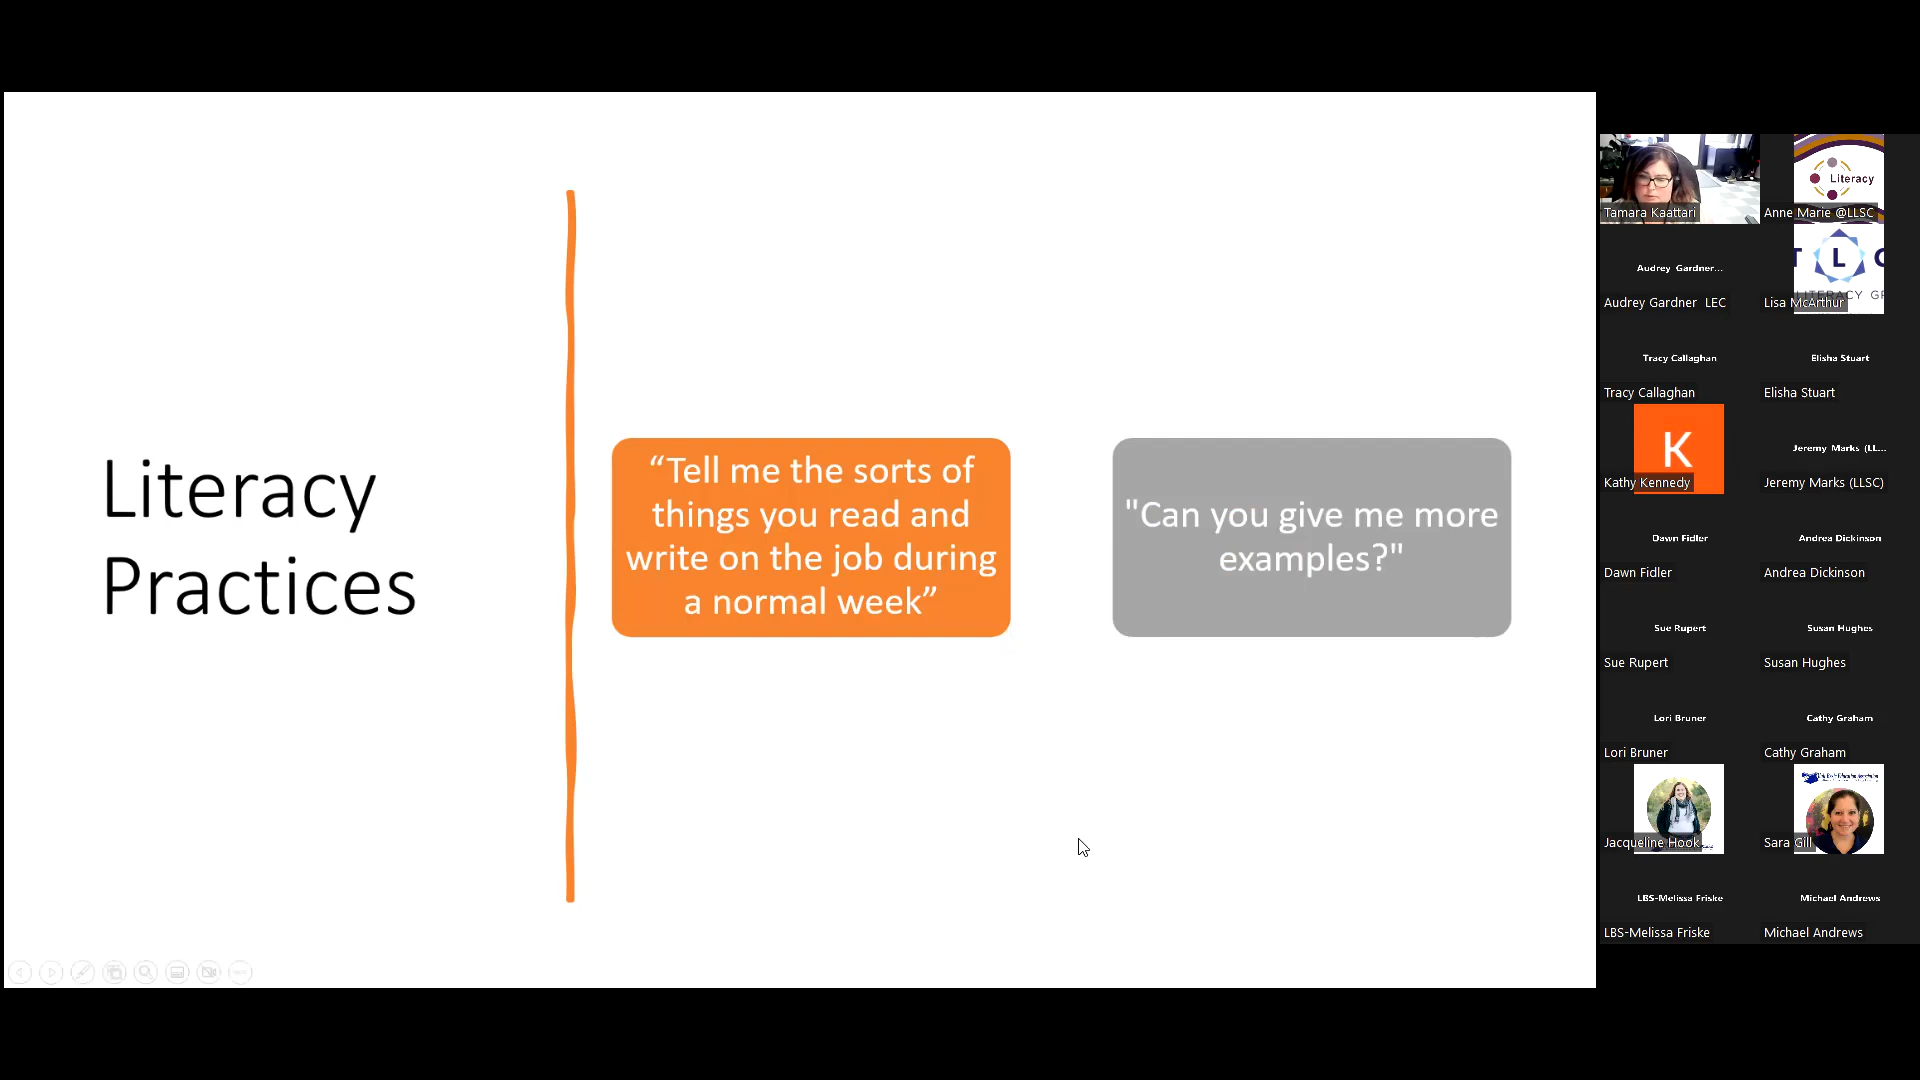 Literacy
Practices
“Tell me the sorts of
things you read and
write on the job during
a normal week”
"Can you give me more
examples?"
Tamara Kaattari
Literacy
Anne Marie @LLSC
Audrey Gardner...
Audrey Gardner LEC
T L C
LITERACY GR
Lisa McArthur
Tracy Callaghan
Tracy Callaghan
Elisha Stuart
Elisha Stuart
K
Kathy Kennedy
Jeremy Marks (LL...
Jeremy Marks (LLSC)
Dawn Fidler
Dawn Fidler
Andrea Dickinson
Andrea Dickinson
Sue Rupert
Sue Rupert
Susan Hughes
Susan Hughes
Lori Bruner
Lori Bruner
Cathy Graham
Cathy Graham
Jacqueline Hook
Sara Gill
LBS-Melissa Friske
LBS-Melissa Friske
Michael Andrews
Michael Andrews